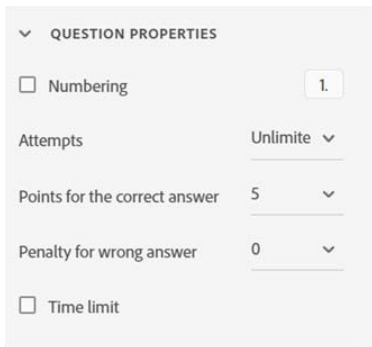 QUESTION PROPERTIES
Numbering 1.
Attempts Unlimite
Points for the correct answer 5
Penalty for wrong answer 0
Time limit